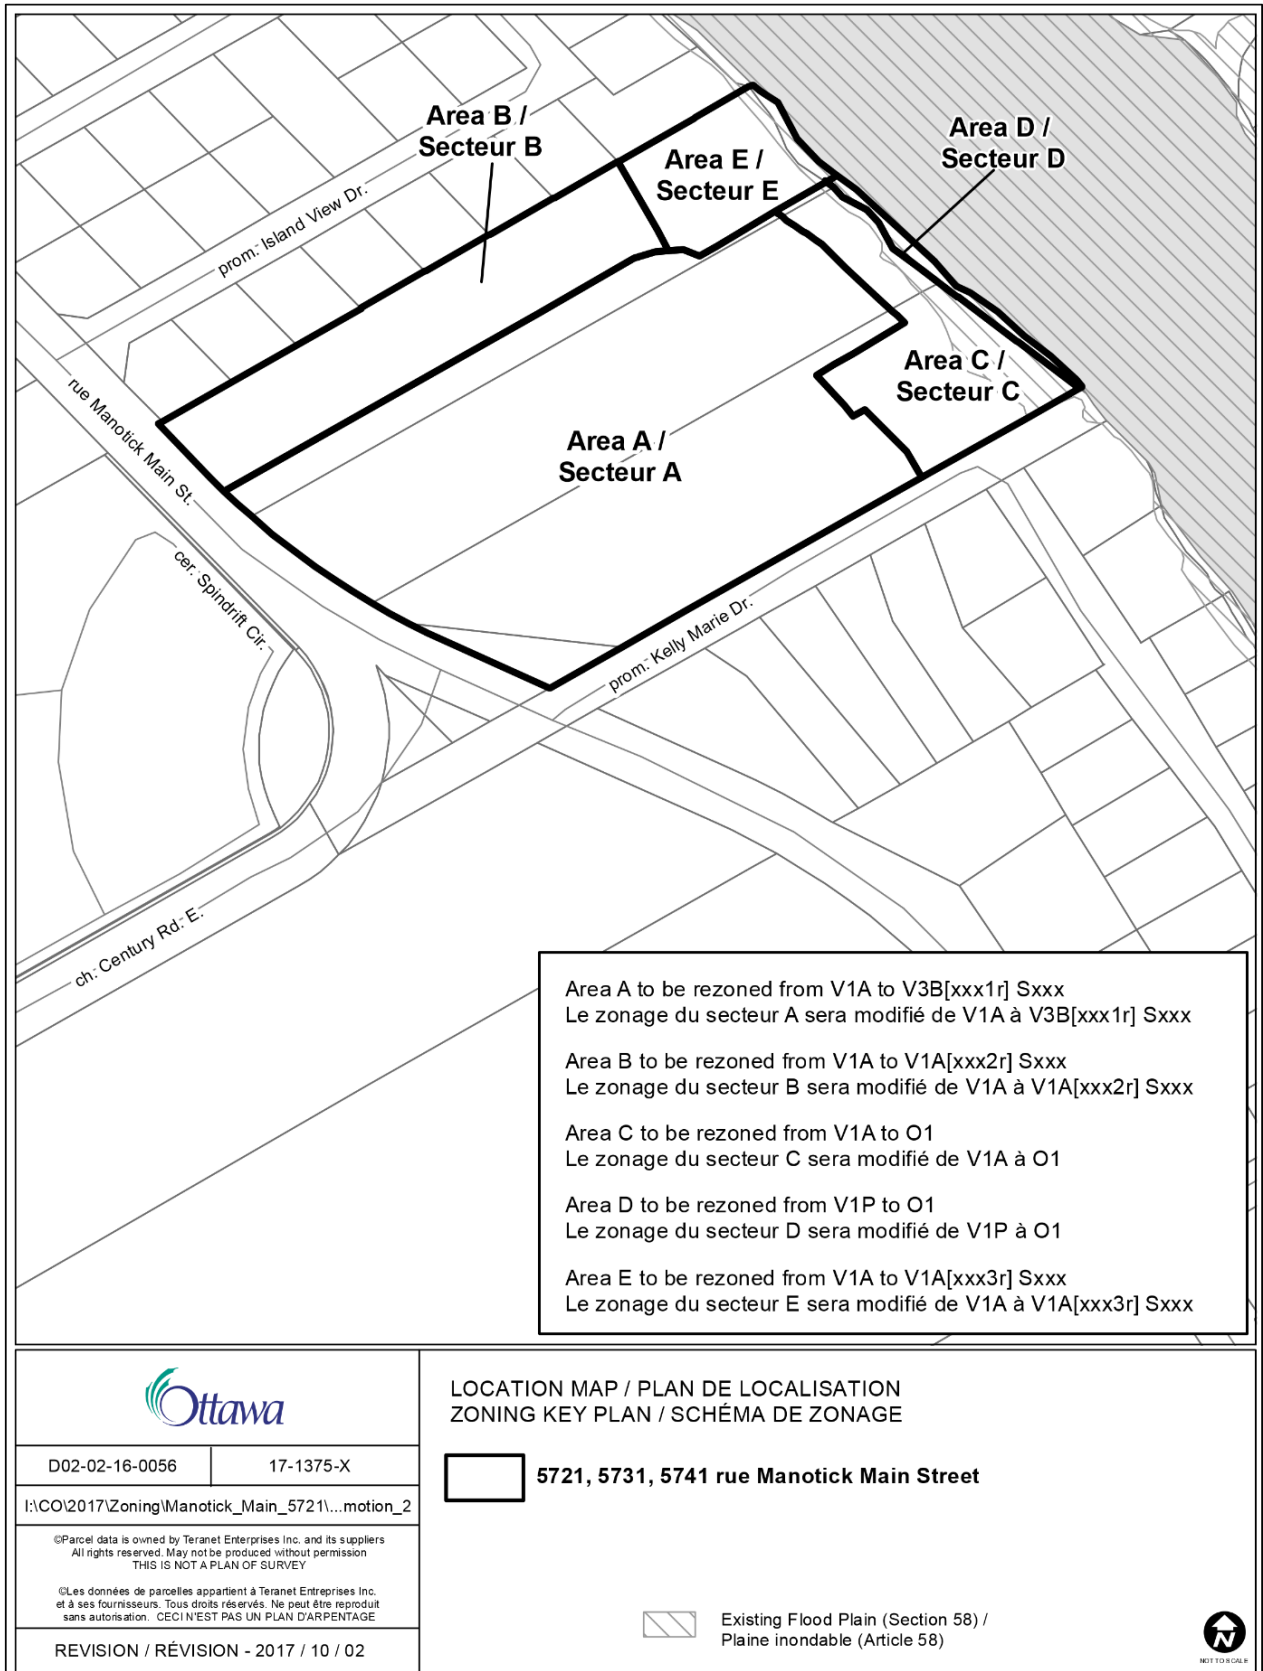 Area B /
Secteur B
Area E /
Secteur E
Area D /
Secteur D
prom. Island View Dr.
rue Manotick Main St.
Area C /
Secteur C
Area A /
Secteur A
cer. Spindrift Cir.
prom. Kelly Marie Dr.
ch. Century Rd. E.
Area A to be rezoned from V1A to V3B[xxx1r] Sxxx
Le zonage du secteur A sera modifié de V1A à V3B[xxx1r] Sxxx
Area B to be rezoned from V1A to V1A[xxx2r] Sxxx
Le zonage du secteur B sera modifié de V1A à V1A[xxx2r] Sxxx
Area C to be rezoned from V1A to O1
Le zonage du secteur C sera modifié de V1A à O1
Area D to be rezoned from V1P to O1
Le zonage du secteur D sera modifié de V1P à O1
Area E to be rezoned from V1A to V1A[xxx3r] Sxxx
Le zonage du secteur E sera modifié de V1A à V1A[xxx3r] Sxxx
Ottawa
D02-02-16-0056
17-1375-X
I:\CO\2017\Zoning\Manotick_Main_5721\...motion_2
©Parcel data is owned by Teranet Enterprises Inc. and its suppliers
All rights reserved. May not be produced without permission
THIS IS NOT A PLAN OF SURVEY
©Les données de parcelles appartient à Teranet Entreprises Inc.
et à ses fournisseurs. Tous droits réservés. Ne peut être reproduit
sans autorisation. CECI N'EST PAS UN PLAN D'ARPENTAGE
REVISION / RÉVISION - 2017 / 10 / 02
LOCATION MAP / PLAN DE LOCALISATION
ZONING KEY PLAN / SCHÉMA DE ZONAGE
5721, 5731, 5741 rue Manotick Main Street
Existing Flood Plain (Section 58) /
Plaine inondable (Article 58)
N
NOT TO SCALE